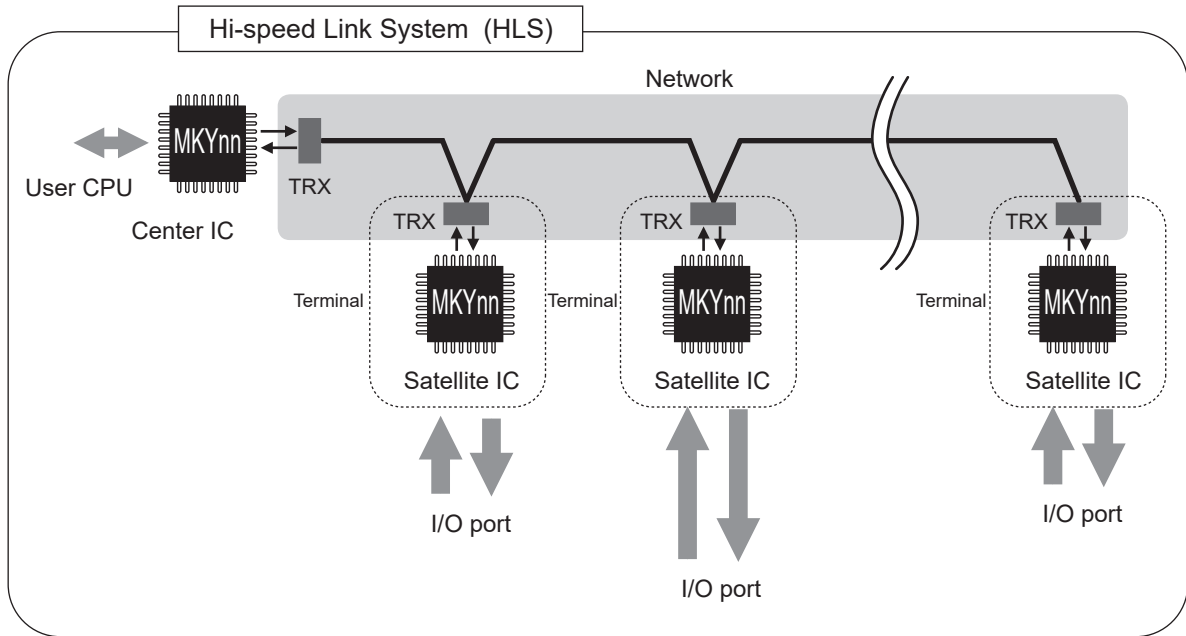 Hi-speed Link System (HLS)
Network
MKYnn
User CPU
TRX
Center IC
TRX
TRX
TRX
Terminal
MKYnn
Terminal
MKYnn
Terminal
MKYnn
Satellite IC
Satellite IC
Satellite IC
I/O port
I/O port
I/O port